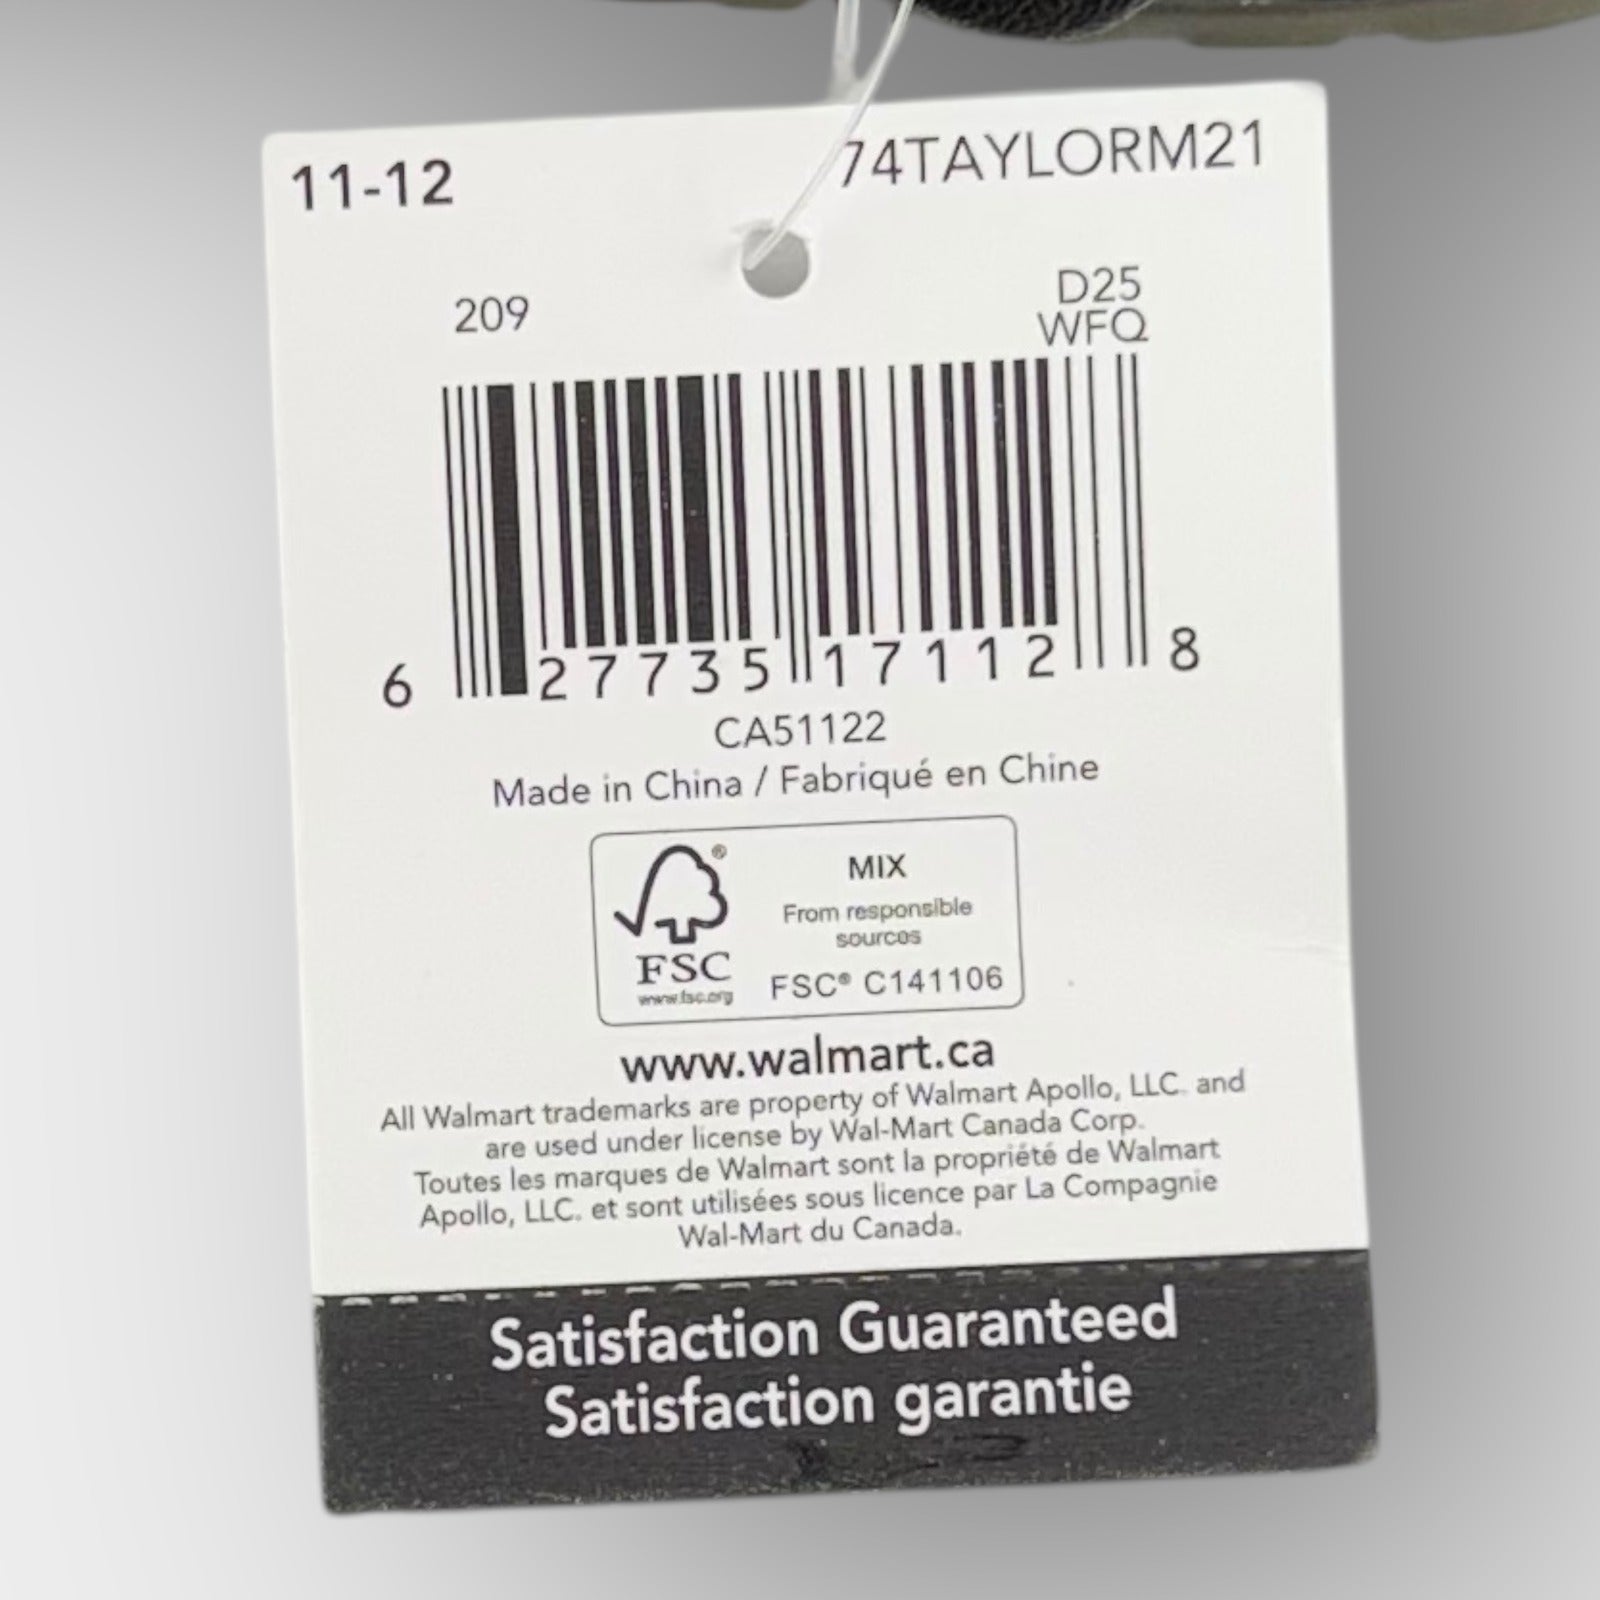 11-12
74TAYLORM21
209
D25
WFQ
6 27735 17112 8
CA51122
Made in China / Fabriqué en Chine
MIX
From responsible
sources
FSC® C141106
®
FSC
www.fsc.org
www.walmart.ca
All Walmart trademarks are property of Walmart Apollo, LLC. and
are used under license by Wal-Mart Canada Corp.
Toutes les marques de Walmart sont la propriété de Walmart
Apollo, LLC. et sont utilisées sous licence par La Compagnie
Wal-Mart du Canada.
Satisfaction Guaranteed
Satisfaction garantie